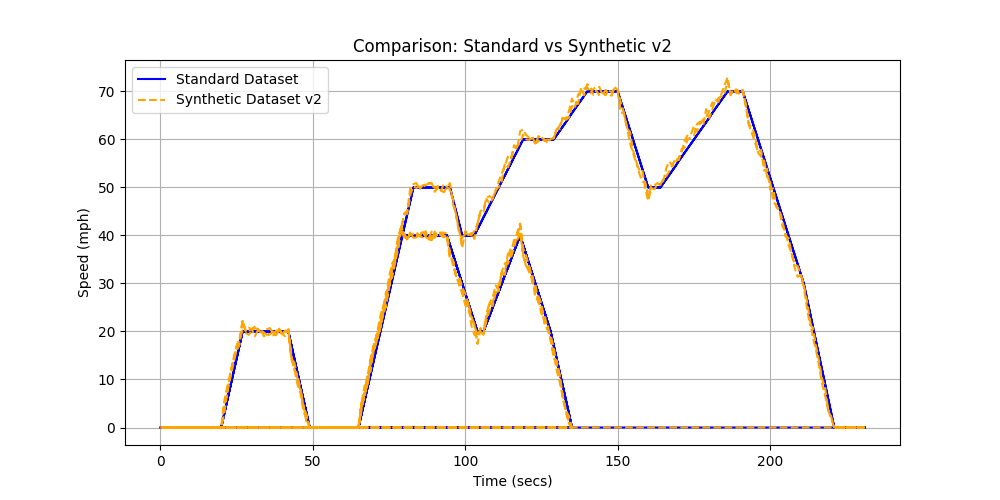 Comparison: Standard vs Synthetic v2
Standard Dataset
Synthetic Dataset v2
Speed (mph)
70
60
50
40
30
20
10
0
0 50 100 150 200
Time (secs)